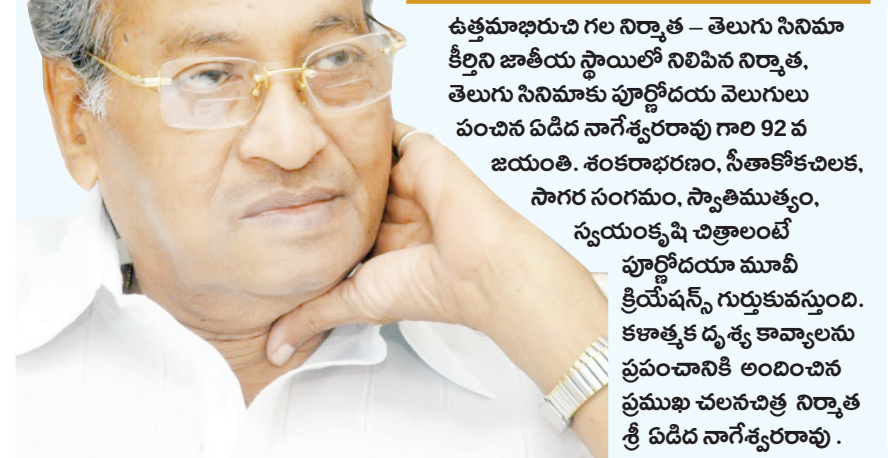 ఉత్తమాభిరుచి గల నిర్మాత – తెలుగు సినిమా
కీర్తిని జాతీయ స్థాయిలో నిలిపిన నిర్మాత,
తెలుగు సినిమాకు పూర్ణోదయ వెలుగులు
పంచిన ఏడిద నాగేశ్వరరావు గారి 92 వ
జయంతి. శంకరాభరణం, సీతాకోకచిలక,
సాగర సంగమం, స్వాతిముత్యం,
స్వయంకృషి చిత్రాలంటే
పూర్ణోదయా మూవీ
క్రియేషన్స్ గుర్తుకువస్తుంది.
కళాత్మక దృశ్య కావ్యాలను
ప్రపంచానికి అందించిన
ప్రముఖ చలనచిత్ర నిర్మాత
శ్రీ ఏడిద నాగేశ్వరరావు .